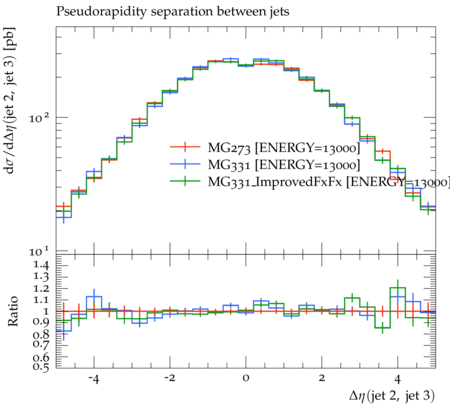 Pseudorapidity separation between jets
dσ/dΔη(jet 2, jet 3) [pb]
10²
MG273 [ENERGY=13000]
MG331 [ENERGY=13000]
MG331_ImprovedFxFx [ENERGY=13000]
10¹
Ratio
1.4
1.3
1.2
1.1
1
0.9
0.8
0.7
0.6
0.5
-4 -2 0 2 4
Δη(jet 2, jet 3)